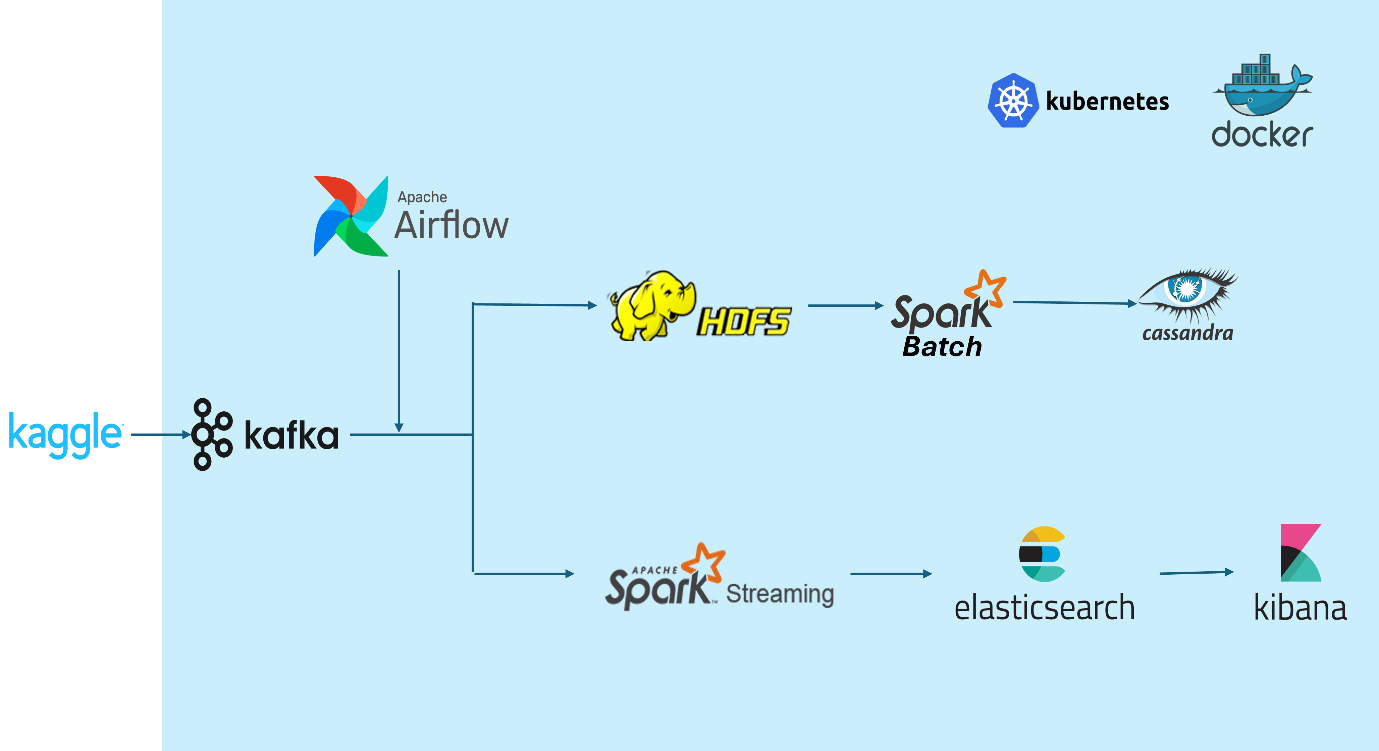 kubernetes
docker
Apache
Airflow
HDFS
Spark
Batch
cassandra
kaggle
kafka
APACHE
Spark Streaming
elasticsearch
kibana